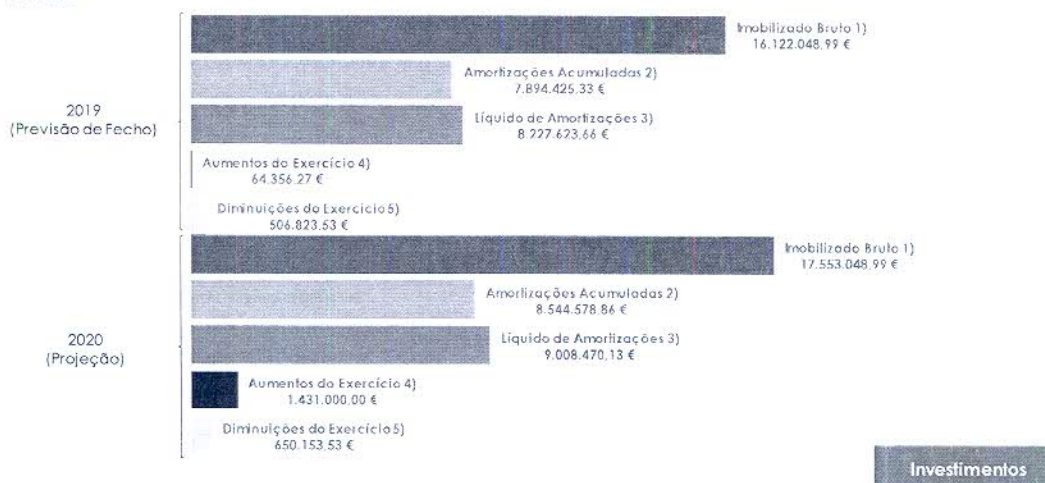 Imobilizado Bruto 1)
16.122.048,99 €
Amortizações Acumuladas 2)
7.894.425,33 €
2019
(Previsão de Fecho)
Líquido de Amortizações 3)
8.227.623,66 €
Aumentos do Exercício 4)
64.356,27 €
Diminuições do Exercício 5)
506.823,53 €
Imobilizado Bruto 1)
17.553.048,99 €
Amortizações Acumuladas 2)
8.544.578,86 €
2020
(Projeção)
Líquido de Amortizações 3)
9.008.470,13 €
Aumentos do Exercício 4)
1.431.000,00 €
Diminuições do Exercício 5)
650.153,53 €
Investimentos